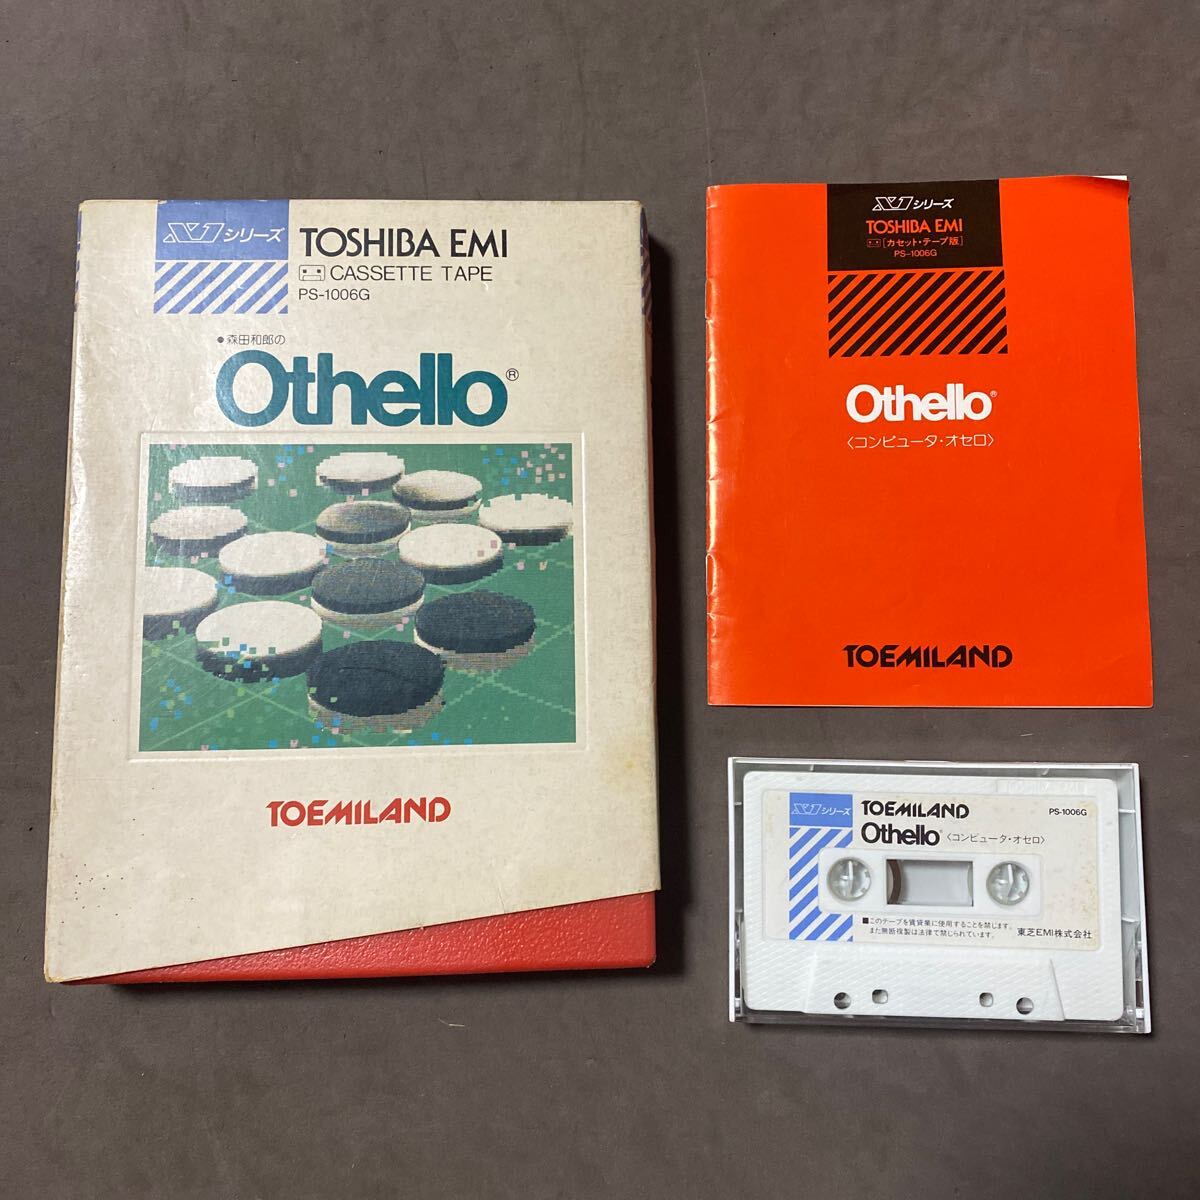 X1シリーズ
TOSHIBA EMI
CASSETTE TAPE
PS-1006G
●森田和郎の
Othello®
TOEMILAND
X1シリーズ
TOSHIBA EMI
[カセット・テープ版]
PS-1006G
Othello®
〈コンピュータ・オセロ〉
TOEMILAND
X1シリーズ
TOEMILAND
PS-1006G
Othello®〈コンピュータ・オセロ〉
■このテープを賃貸業に使用することを禁じます。
また無断複製は法律で禁じられています。
東芝EMI株式会社